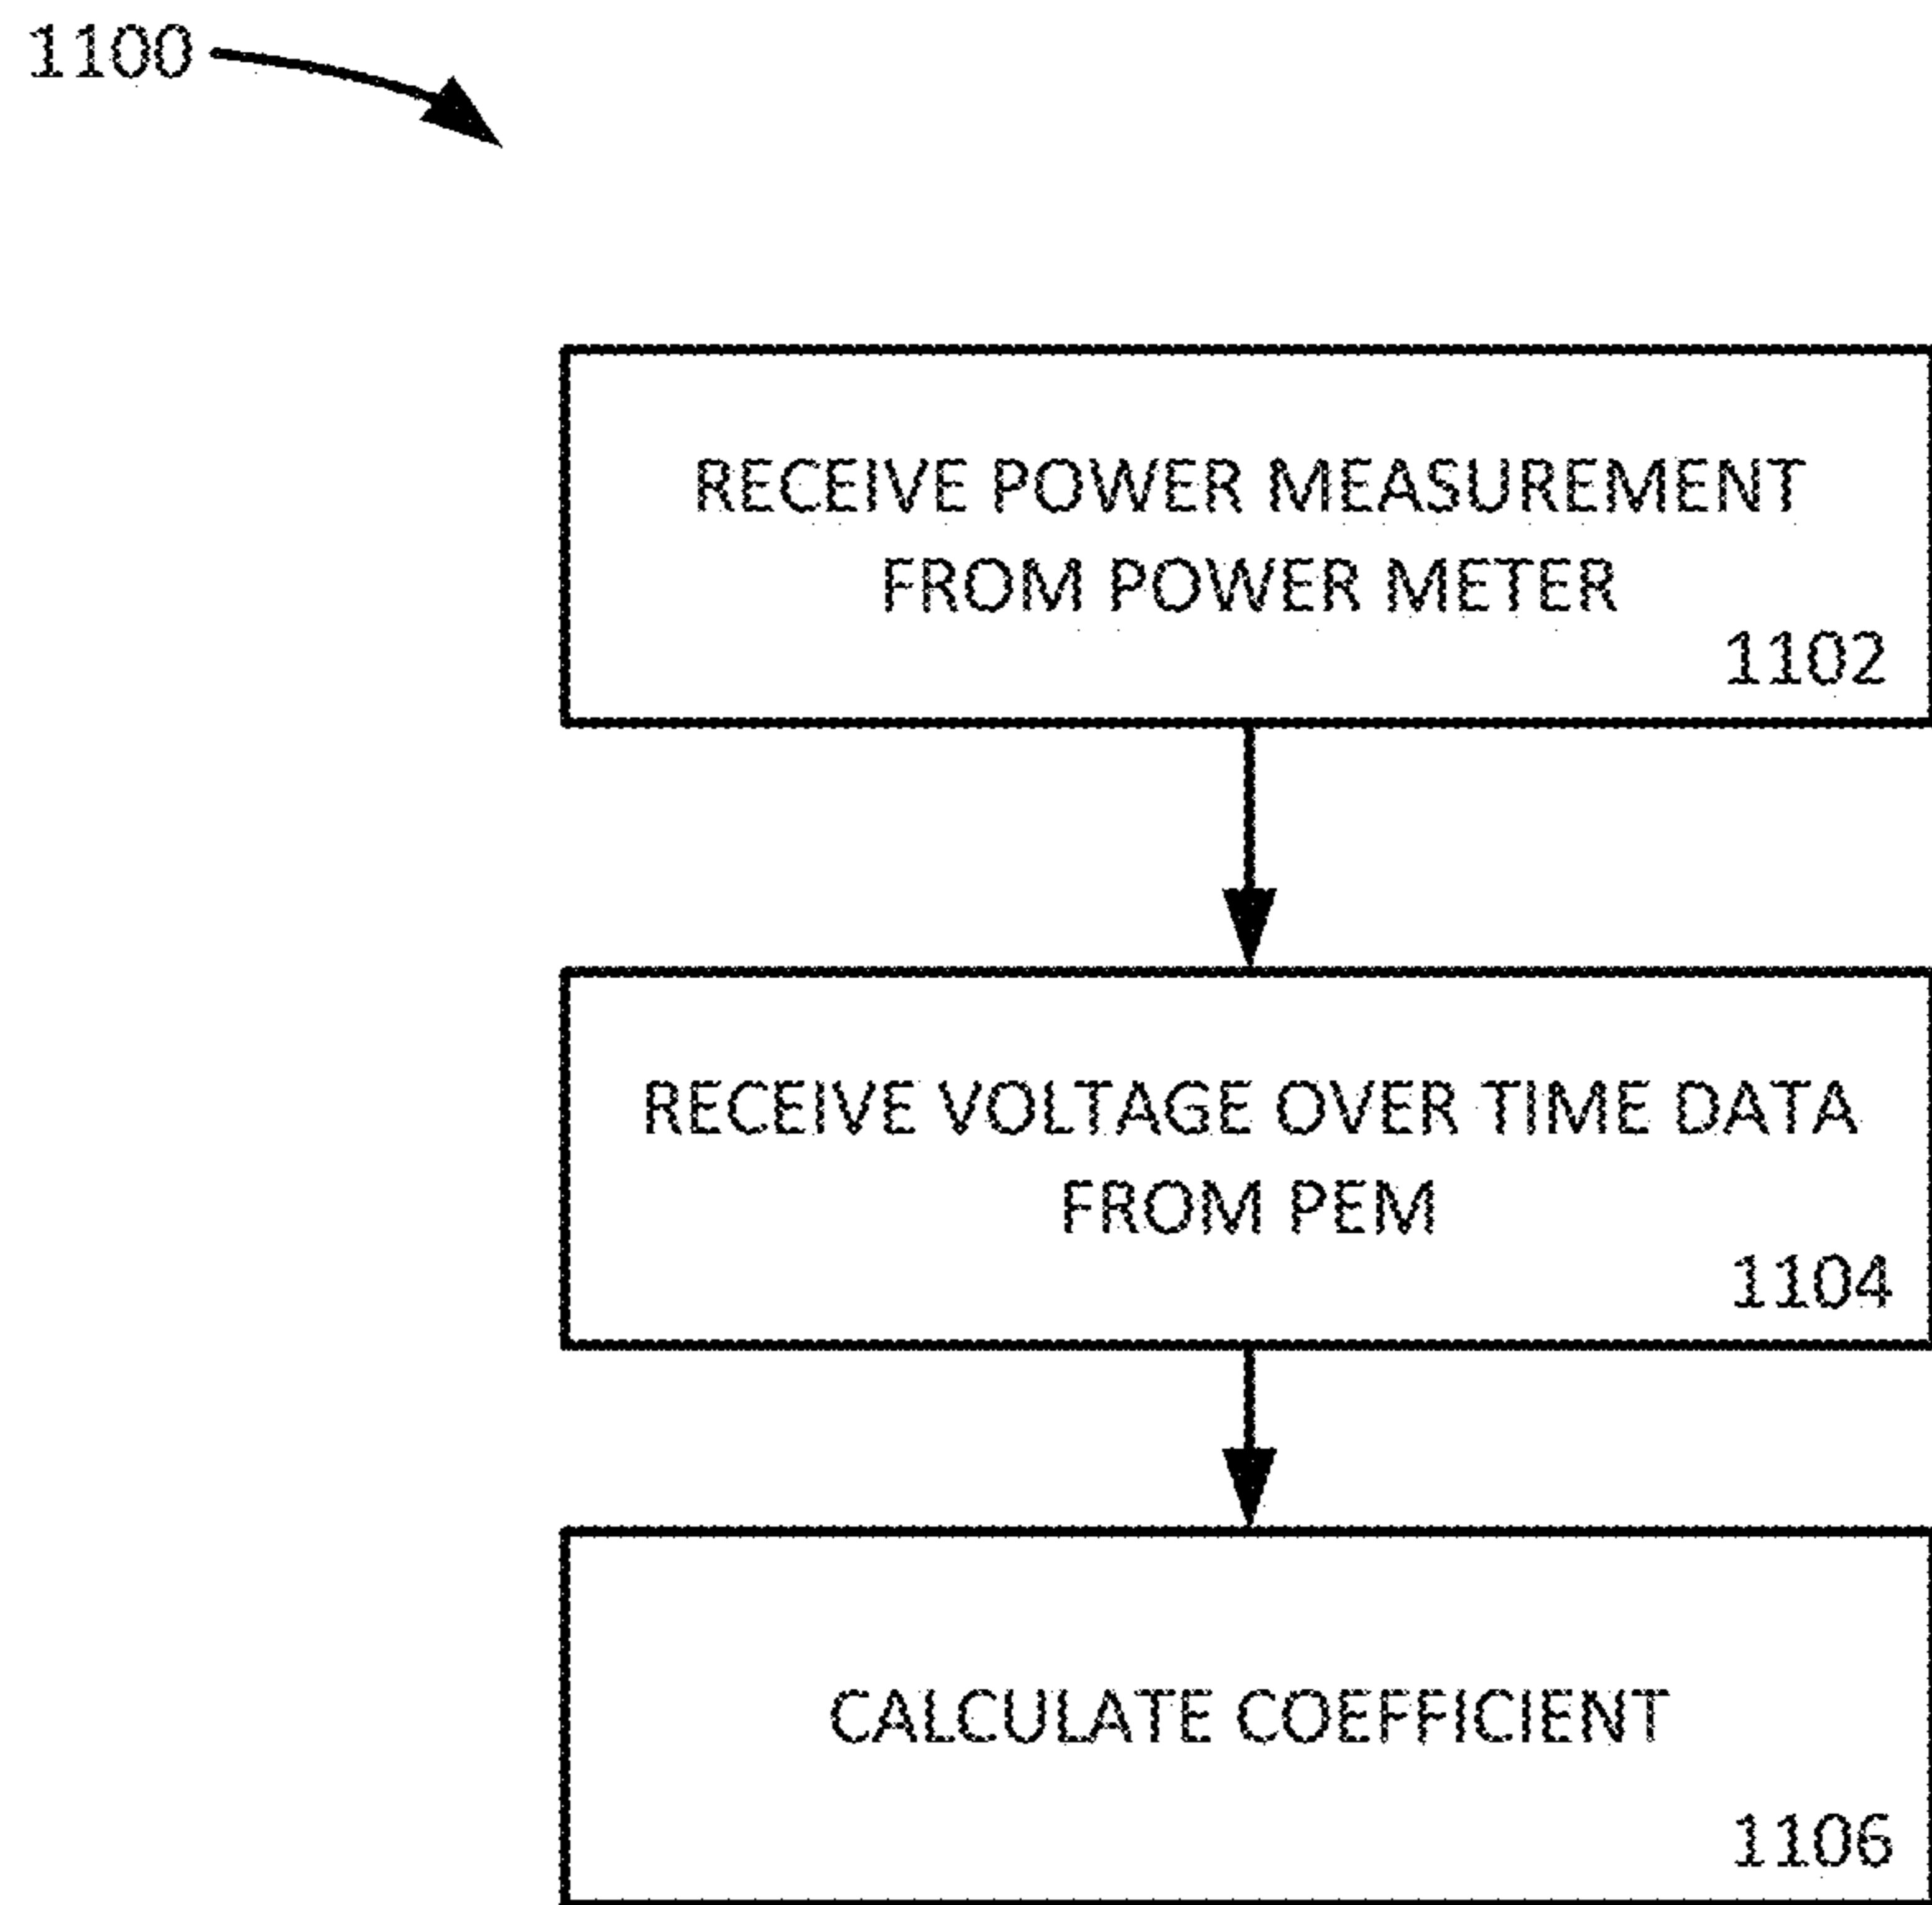 1100
RECEIVE POWER MEASUREMENT
FROM POWER METER
1102
RECEIVE VOLTAGE OVER TIME DATA
FROM PEM
1104
CALCULATE COEFFICIENT
1106